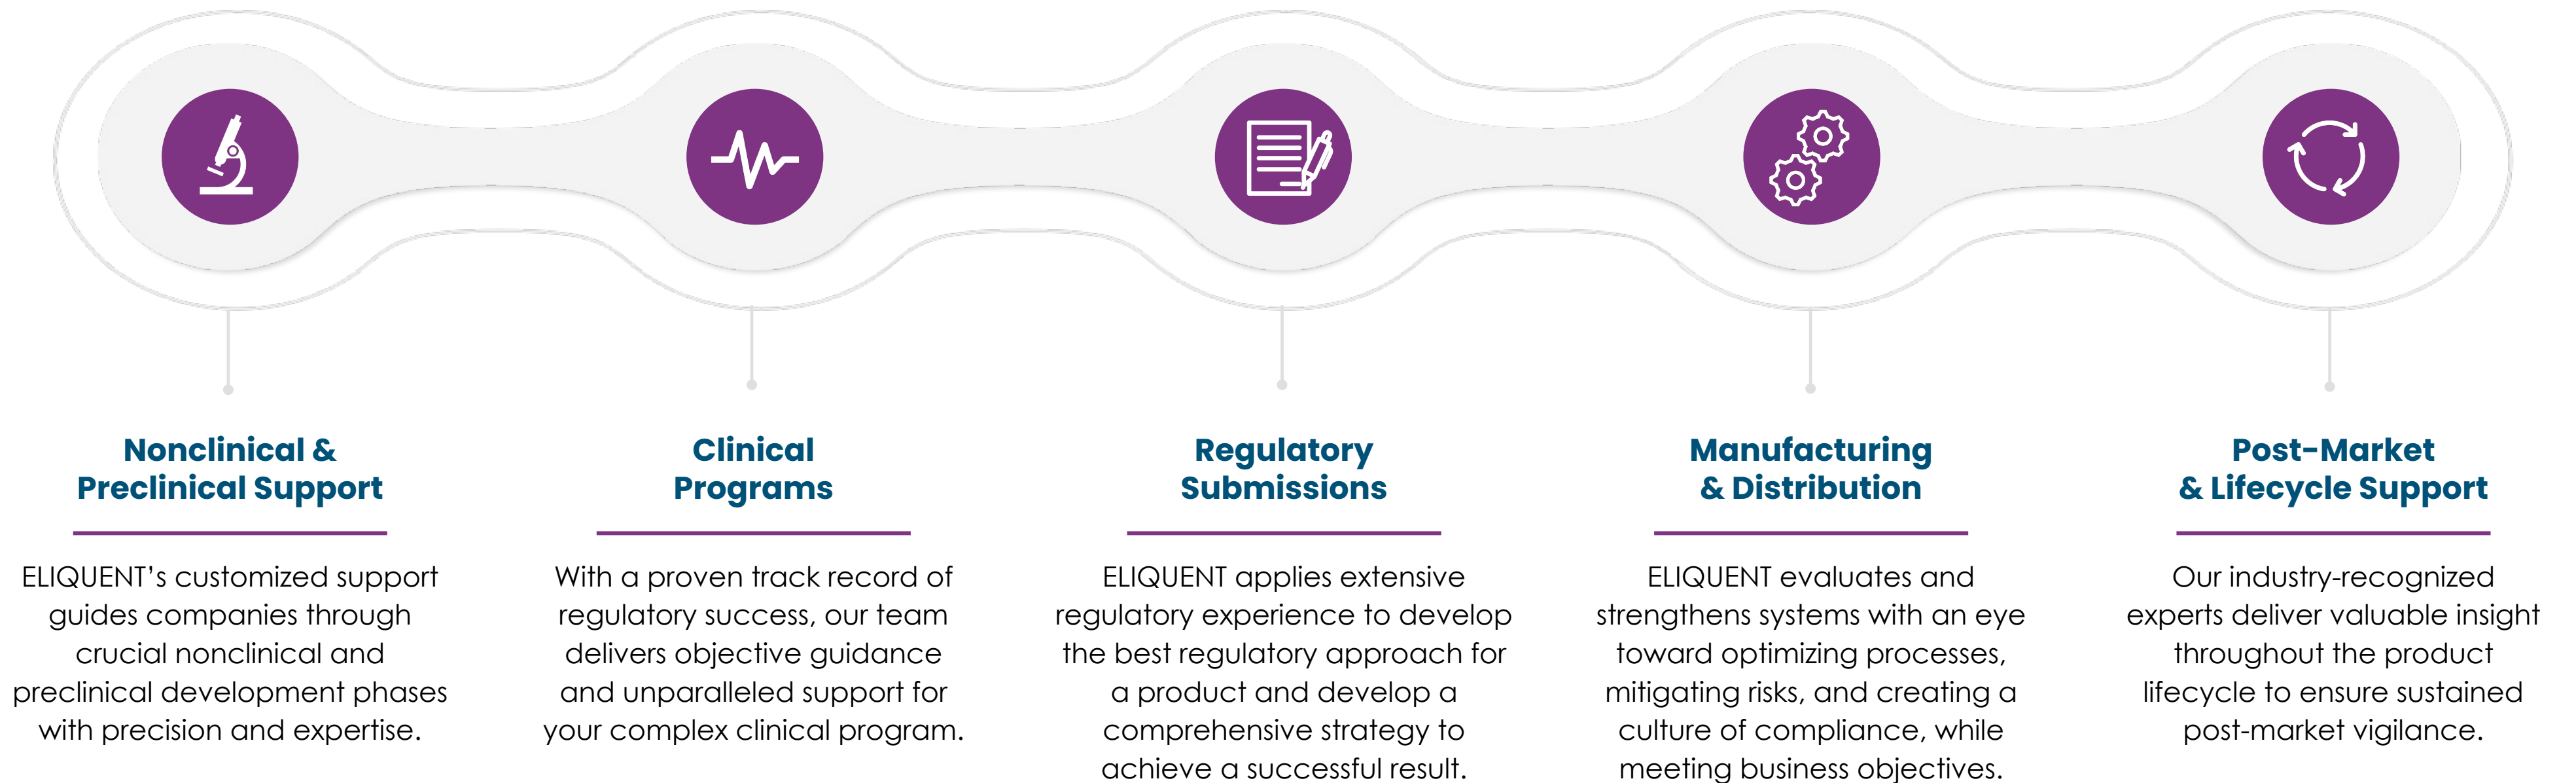 Nonclinical &
Preclinical Support
ELIQUENT’s customized support
guides companies through
crucial nonclinical and
preclinical development phases
with precision and expertise.
Clinical
Programs
With a proven track record of
regulatory success, our team
delivers objective guidance
and unparalleled support for
your complex clinical program.
Regulatory
Submissions
ELIQUENT applies extensive
regulatory experience to develop
the best regulatory approach for
a product and develop a
comprehensive strategy to
achieve a successful result.
Manufacturing
& Distribution
ELIQUENT evaluates and
strengthens systems with an eye
toward optimizing processes,
mitigating risks, and creating a
culture of compliance, while
meeting business objectives.
Post-Market
& Lifecycle Support
Our industry-recognized
experts deliver valuable insight
throughout the product
lifecycle to ensure sustained
post-market vigilance.